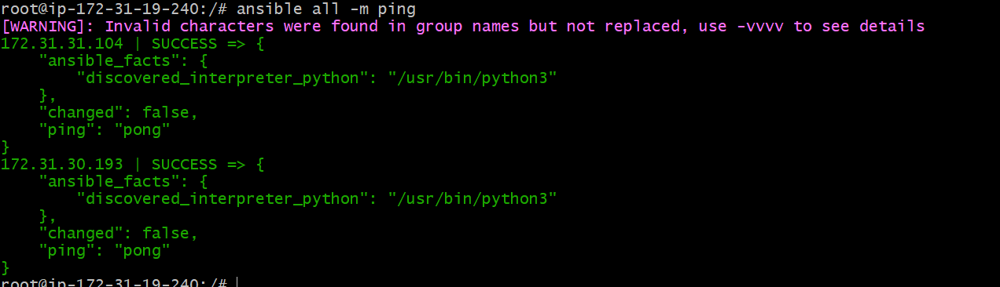 root@ip-172-31-19-240:/# ansible all -m ping
[WARNING]: Invalid characters were found in group names but not replaced, use -vvvv to see details
172.31.31.104 | SUCCESS => {
    "ansible_facts": {
        "discovered_interpreter_python": "/usr/bin/python3"
    },
    "changed": false,
    "ping": "pong"
}
172.31.30.193 | SUCCESS => {
    "ansible_facts": {
        "discovered_interpreter_python": "/usr/bin/python3"
    },
    "changed": false,
    "ping": "pong"
}
root@ip-172-31-19-240:/#